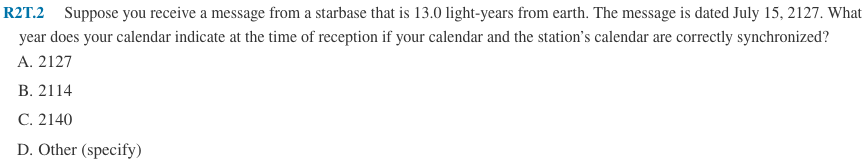 R2T.2 Suppose you receive a message from a starbase that is 13.0 light-years from earth. The message is dated July 15, 2127. What
year does your calendar indicate at the time of reception if your calendar and the station's calendar are correctly synchronized?
A. 2127
B. 2114
C. 2140
D. Other (specify)